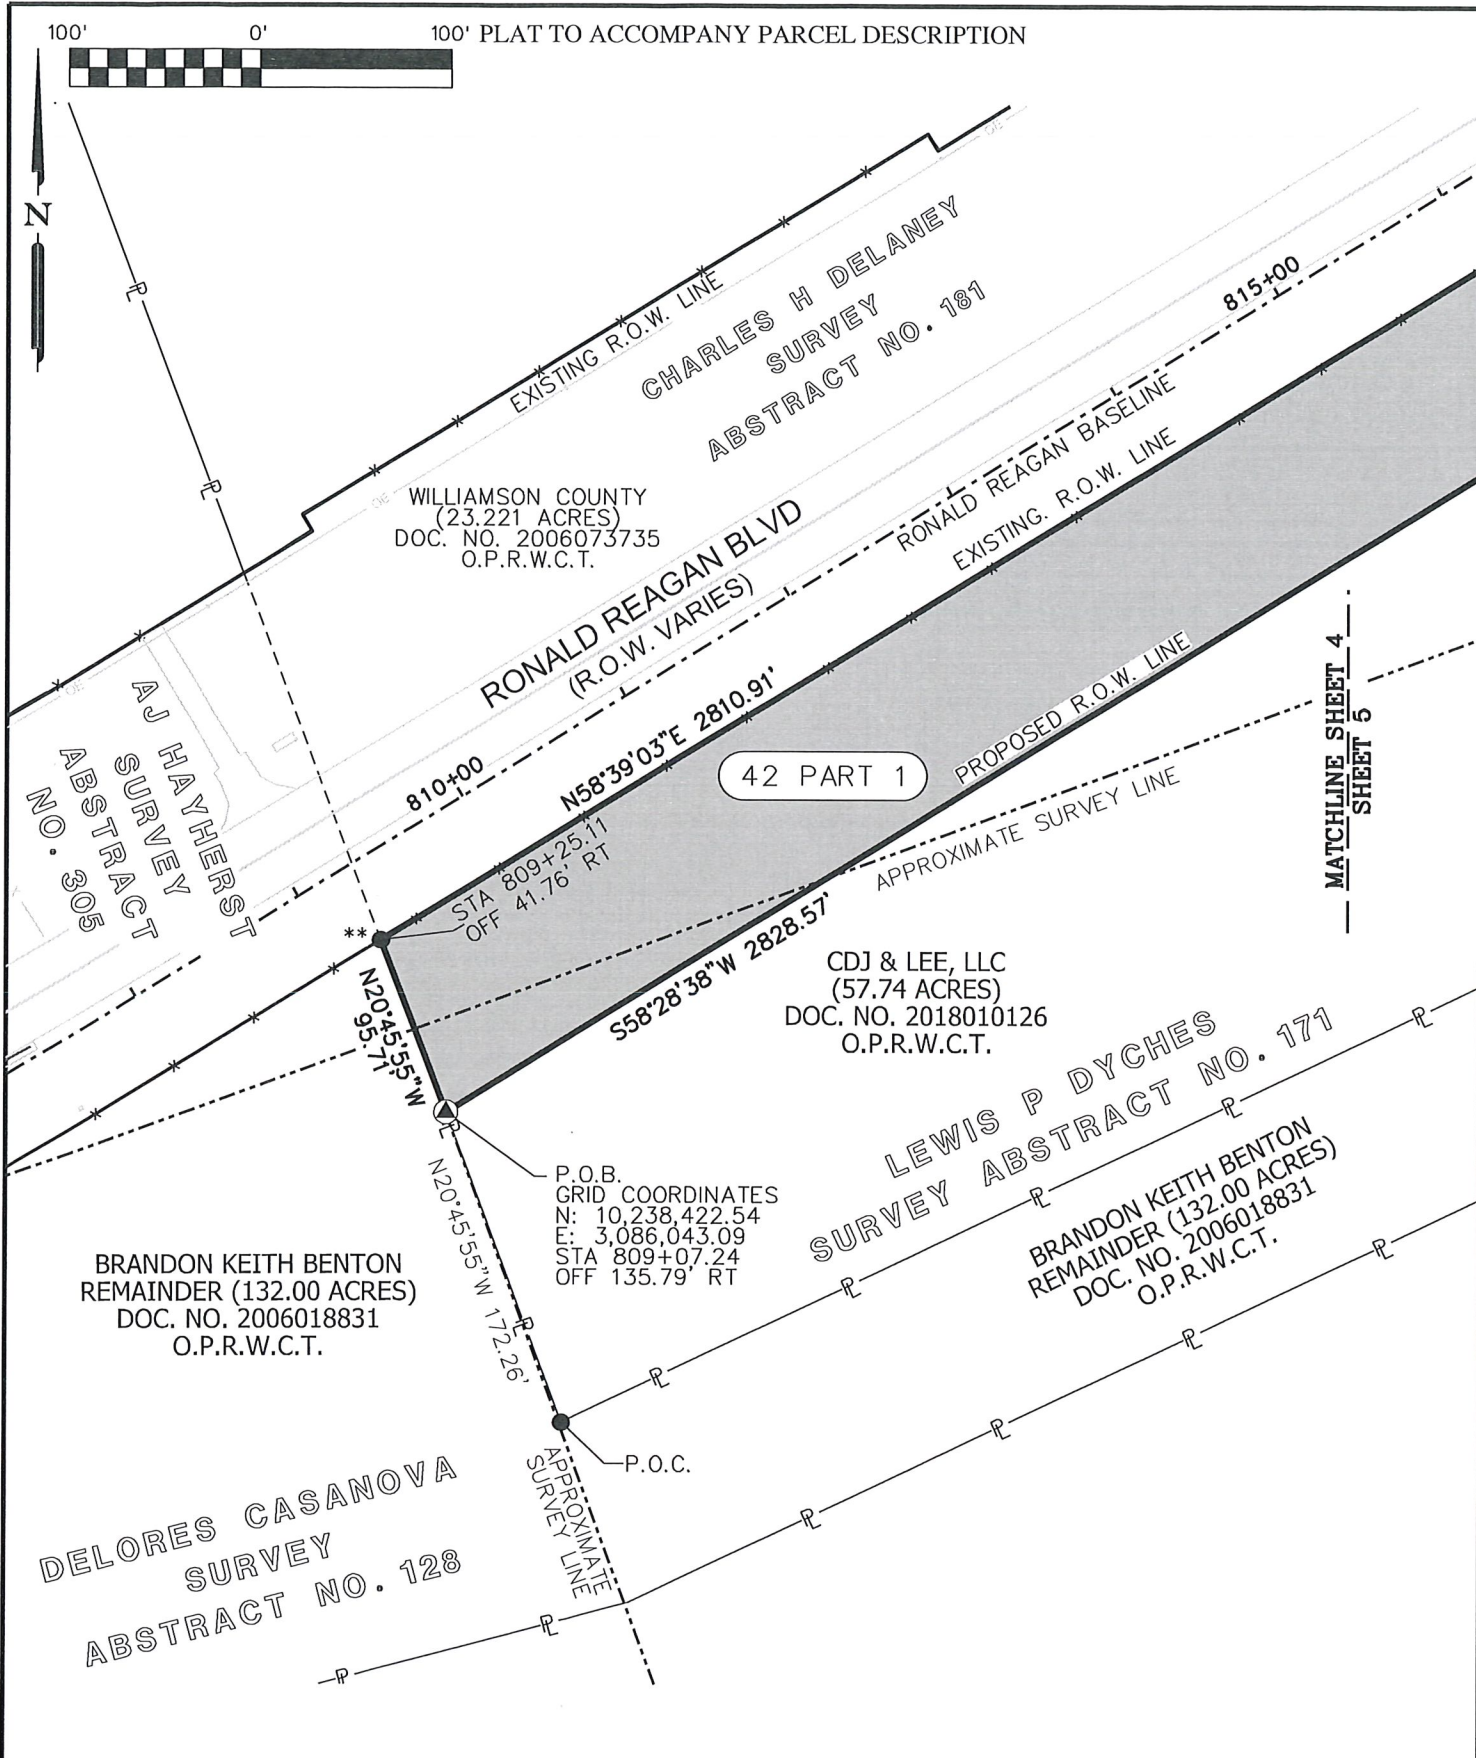 100' 0' 100' PLAT TO ACCOMPANY PARCEL DESCRIPTION
N
OE
CHARLES H DELANEY
SURVEY
ABSTRACT NO. 181
EXISTING R.O.W. LINE
815+00
OE
WILLIAMSON COUNTY
(23.221 ACRES)
DOC. NO. 2006073735
O.P.R.W.C.T.
RONALD REAGAN BLVD
(R.O.W. VARIES)
RONALD REAGAN BASELINE
EXISTING. R.O.W. LINE
OE
AJ HAYHERST
SURVEY
ABSTRACT
NO. 305
810+00
N58°39'03"E 2810.91'
42 PART 1
PROPOSED R.O.W. LINE
MATCHLINE SHEET 4
SHEET 5
APPROXIMATE SURVEY LINE
STA 809+25.11
OFF 41.76' RT
**
N20°45'55"W
95.71'
S58°28'38"W 2828.57'
CDJ & LEE, LLC
(57.74 ACRES)
DOC. NO. 2018010126
O.P.R.W.C.T.
LEWIS P DYCHES
SURVEY ABSTRACT NO. 171
P.O.B.
GRID COORDINATES
N: 10,238,422.54
E: 3,086,043.09
STA 809+07.24
OFF 135.79' RT
N20°45'55"W 172.26'
BRANDON KEITH BENTON
REMAINDER (132.00 ACRES)
DOC. NO. 2006018831
O.P.R.W.C.T.
BRANDON KEITH BENTON
REMAINDER (132.00 ACRES)
DOC. NO. 2006018831
O.P.R.W.C.T.
P.O.C.
APPROXIMATE
SURVEY LINE
DELORES CASANOVA
SURVEY
ABSTRACT NO. 128